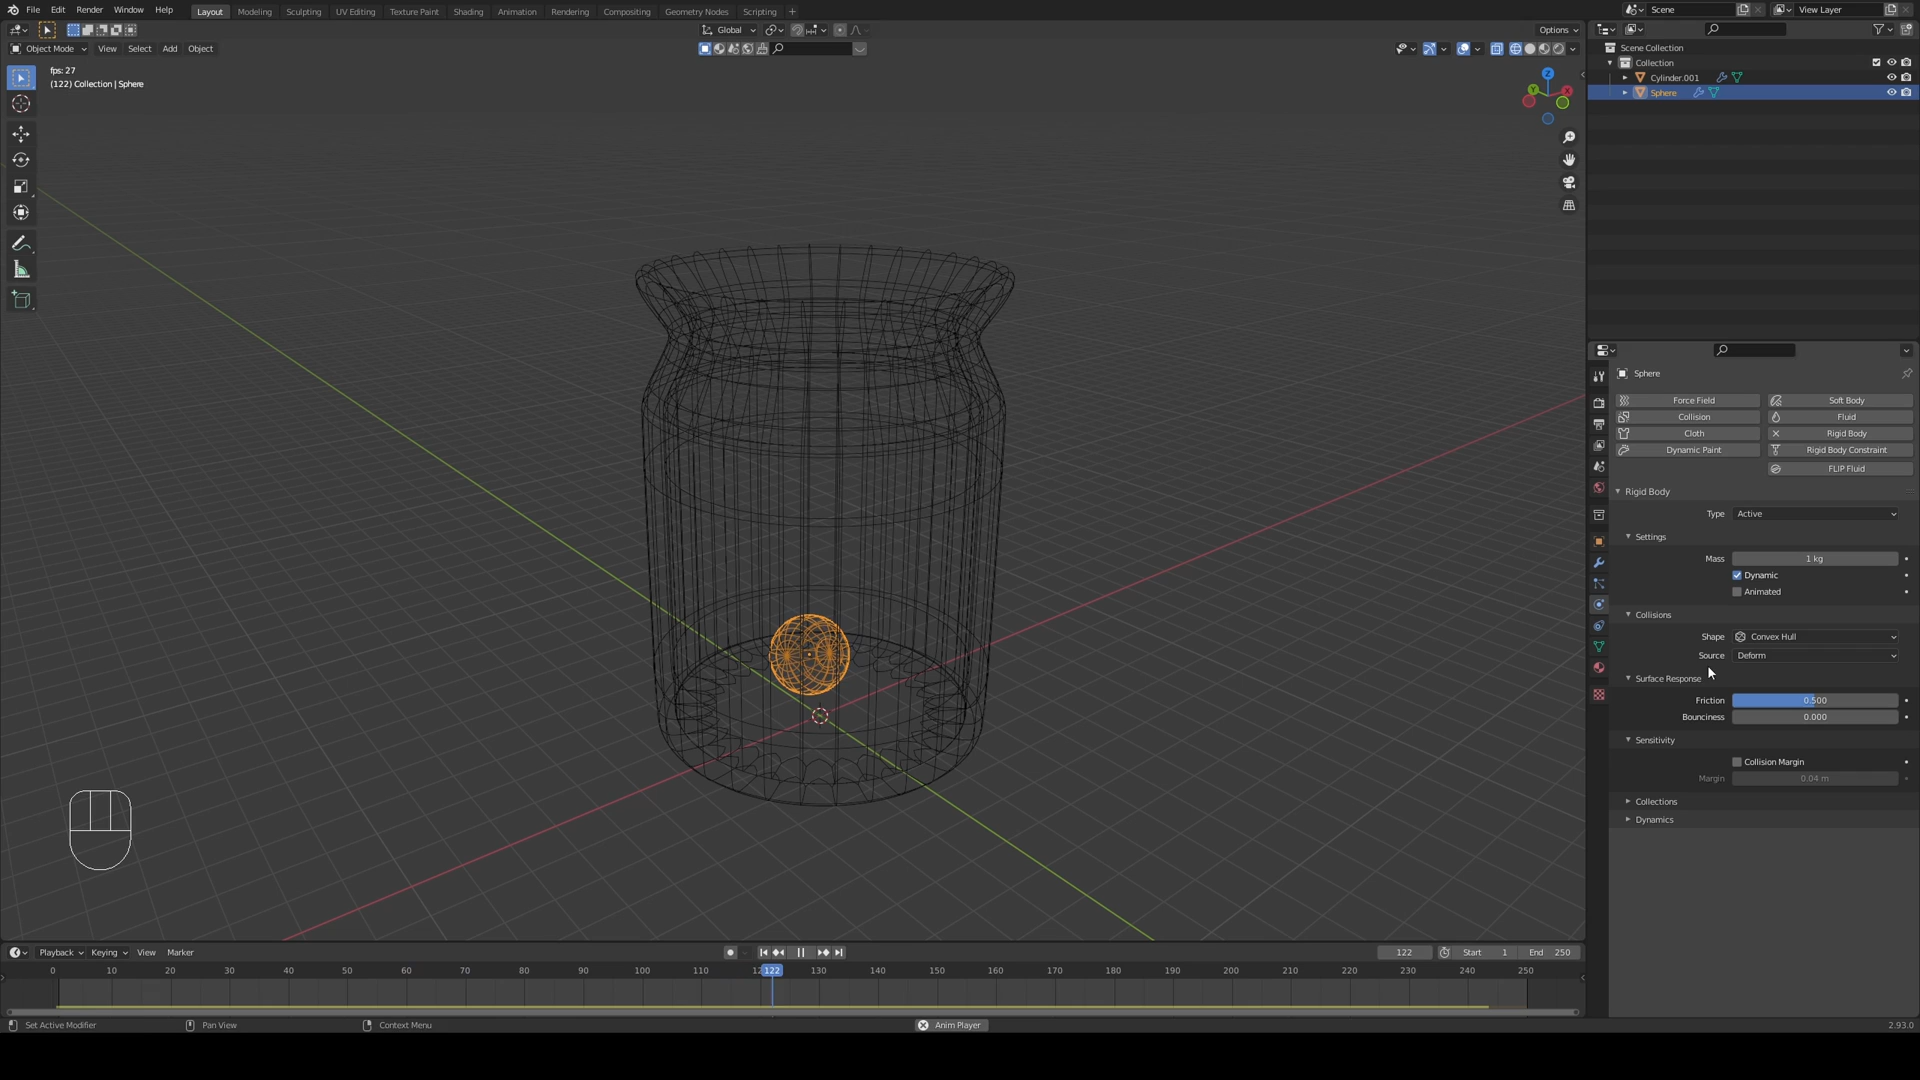 File Edit Render Window Help Layout Modeling Sculpting UV Editing Texture Paint Shading Animation Rendering Compositing Geometry Nodes Scripting + Scene View Layer
Global Options
Object Mode View Select Add Object
fps: 27
(122) Collection | Sphere
Z
Y
X
Scene Collection
Collection
Cylinder.001
Sphere
Sphere
Force Field Soft Body
Collision Fluid
Cloth Rigid Body
Dynamic Paint Rigid Body Constraint
FLIP Fluid
Rigid Body
Type Active
Settings
Mass 1 kg
Dynamic
Animated
Collisions
Shape Convex Hull
Source Deform
Surface Response
Friction 0.500
Bounciness 0.000
Sensitivity
Collision Margin
Margin 0.04 m
Collections
Dynamics
Playback Keying View Marker 122 Start 1 End 250
0 10 20 30 40 50 60 70 80 90 100 110 122 130 140 150 160 170 180 190 200 210 220 230 240 250
Set Active Modifier Pan View Context Menu Anim Player 2.93.0